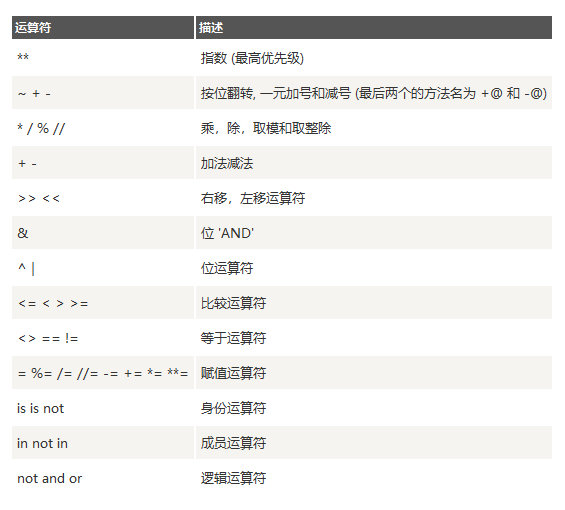 运算符 描述
** 指数 (最高优先级)
~ + - 按位翻转, 一元加号和减号 (最后两个的方法名为 +@ 和 -@)
* / % // 乘，除，取模和取整除
+ - 加法减法
>> << 右移，左移运算符
& 位 'AND'
^ | 位运算符
<= < > >= 比较运算符
<> == != 等于运算符
= %= /= //= -= += *= **= 赋值运算符
is is not 身份运算符
in not in 成员运算符
not and or 逻辑运算符